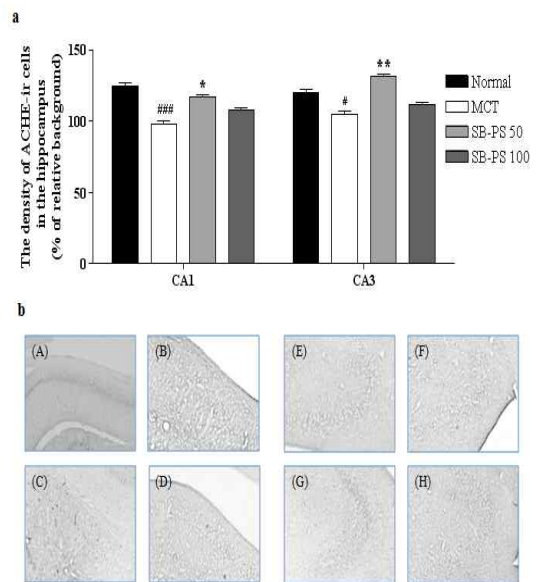 a
The density of ACHE-ir cells
in the hippocampus
(% of relative background)
150
100
50
0
###
*
#
**
CA1
CA3
Normal
MCT
SB-PS 50
SB-PS 100
b
(A)
(B)
(E)
(F)
(C)
(D)
(G)
(H)